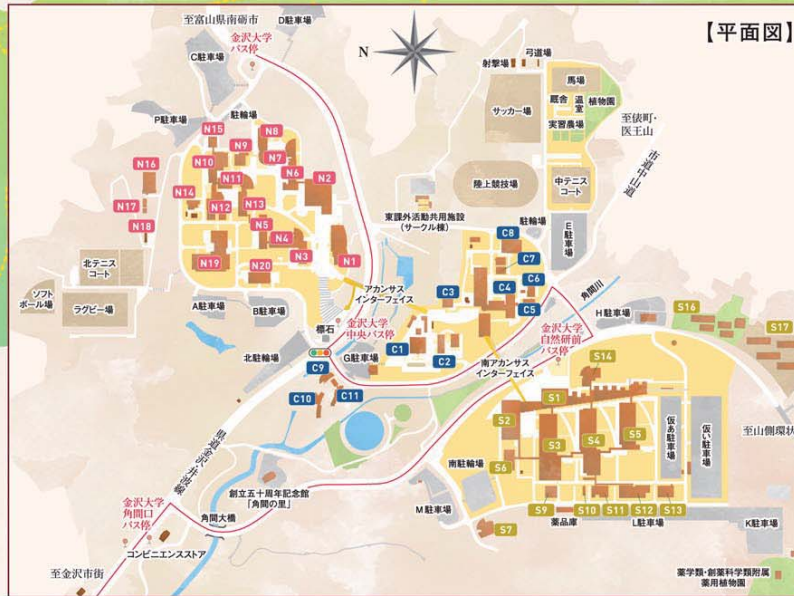 【平面図】
至富山県南砺市
D駐車場
金沢大学
バス停
C駐車場
N
弓道場
射撃場
馬場
サッカー場
厩舎
温室
植物園
実習農場
至俵町・
医王山
市道中山道
P駐車場
駐輪場
N15
N8
N9
N7
N16
N10
N6
N2
N11
陸上競技場
中テニス
コート
N17
N14
N12
N13
N18
N5
N4
東課外活動共用施設
(サークル棟)
駐輪場
E駐車場
N19
N3
N1
N20
C8
C7
C6
北テニス
コート
アカンサス
インターフェイス
C3
C4
C5
角間川
ソフト
ボール場
ラグビー場
A駐車場
B駐車場
標石
金沢大学
中央バス停
金沢大学
自然研前
バス停
H駐車場
S16
S17
北駐輪場
G駐車場
C1
C2
C9
南アカンサス
インターフェイス
S14
C10
C11
S1
S2
S3
S4
S5
仮あ駐車場
仮い駐車場
至山側環状
県道金沢・井波線
南駐輪場
S6
創立五十周年記念館
「角間の里」
M駐車場
S9
S10
S11
S12
S13
金沢大学
角間口
バス停
角間大橋
S7
薬品庫
L駐車場
K駐車場
コンビニエンスストア
至金沢市街
薬学類・創薬科学類附属
薬用植物園